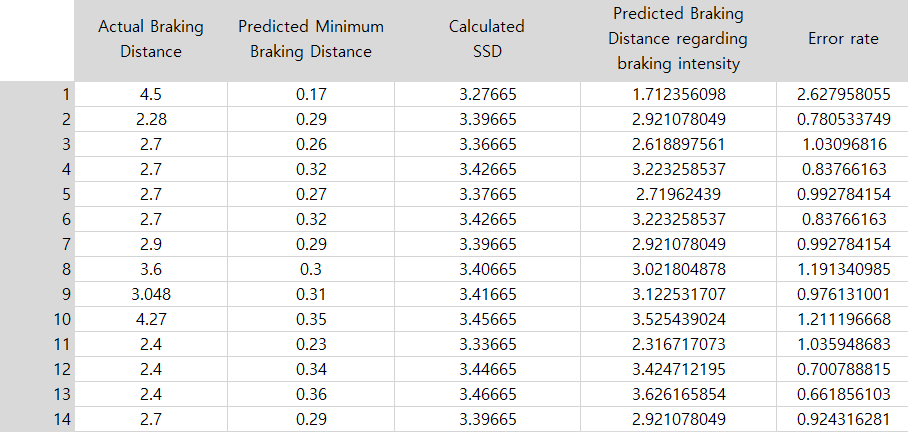 Actual Braking Distance	Predicted Minimum Braking Distance	Calculated SSD	Predicted Braking Distance regarding braking intensity	Error rate
1	4.5	0.17	3.27665	1.712356098	2.627958055
2	2.28	0.29	3.39665	2.921078049	0.780533749
3	2.7	0.26	3.36665	2.618897561	1.03096816
4	2.7	0.32	3.42665	3.223258537	0.83766163
5	2.7	0.27	3.37665	2.71962439	0.992784154
6	2.7	0.32	3.42665	3.223258537	0.83766163
7	2.9	0.29	3.39665	2.921078049	0.992784154
8	3.6	0.3	3.40665	3.021804878	1.191340985
9	3.048	0.31	3.41665	3.122531707	0.976131001
10	4.27	0.35	3.45665	3.525439024	1.211196668
11	2.4	0.23	3.33665	2.316717073	1.035948683
12	2.4	0.34	3.44665	3.424712195	0.700788815
13	2.4	0.36	3.46665	3.626165854	0.661856103
14	2.7	0.29	3.39665	2.921078049	0.924316281